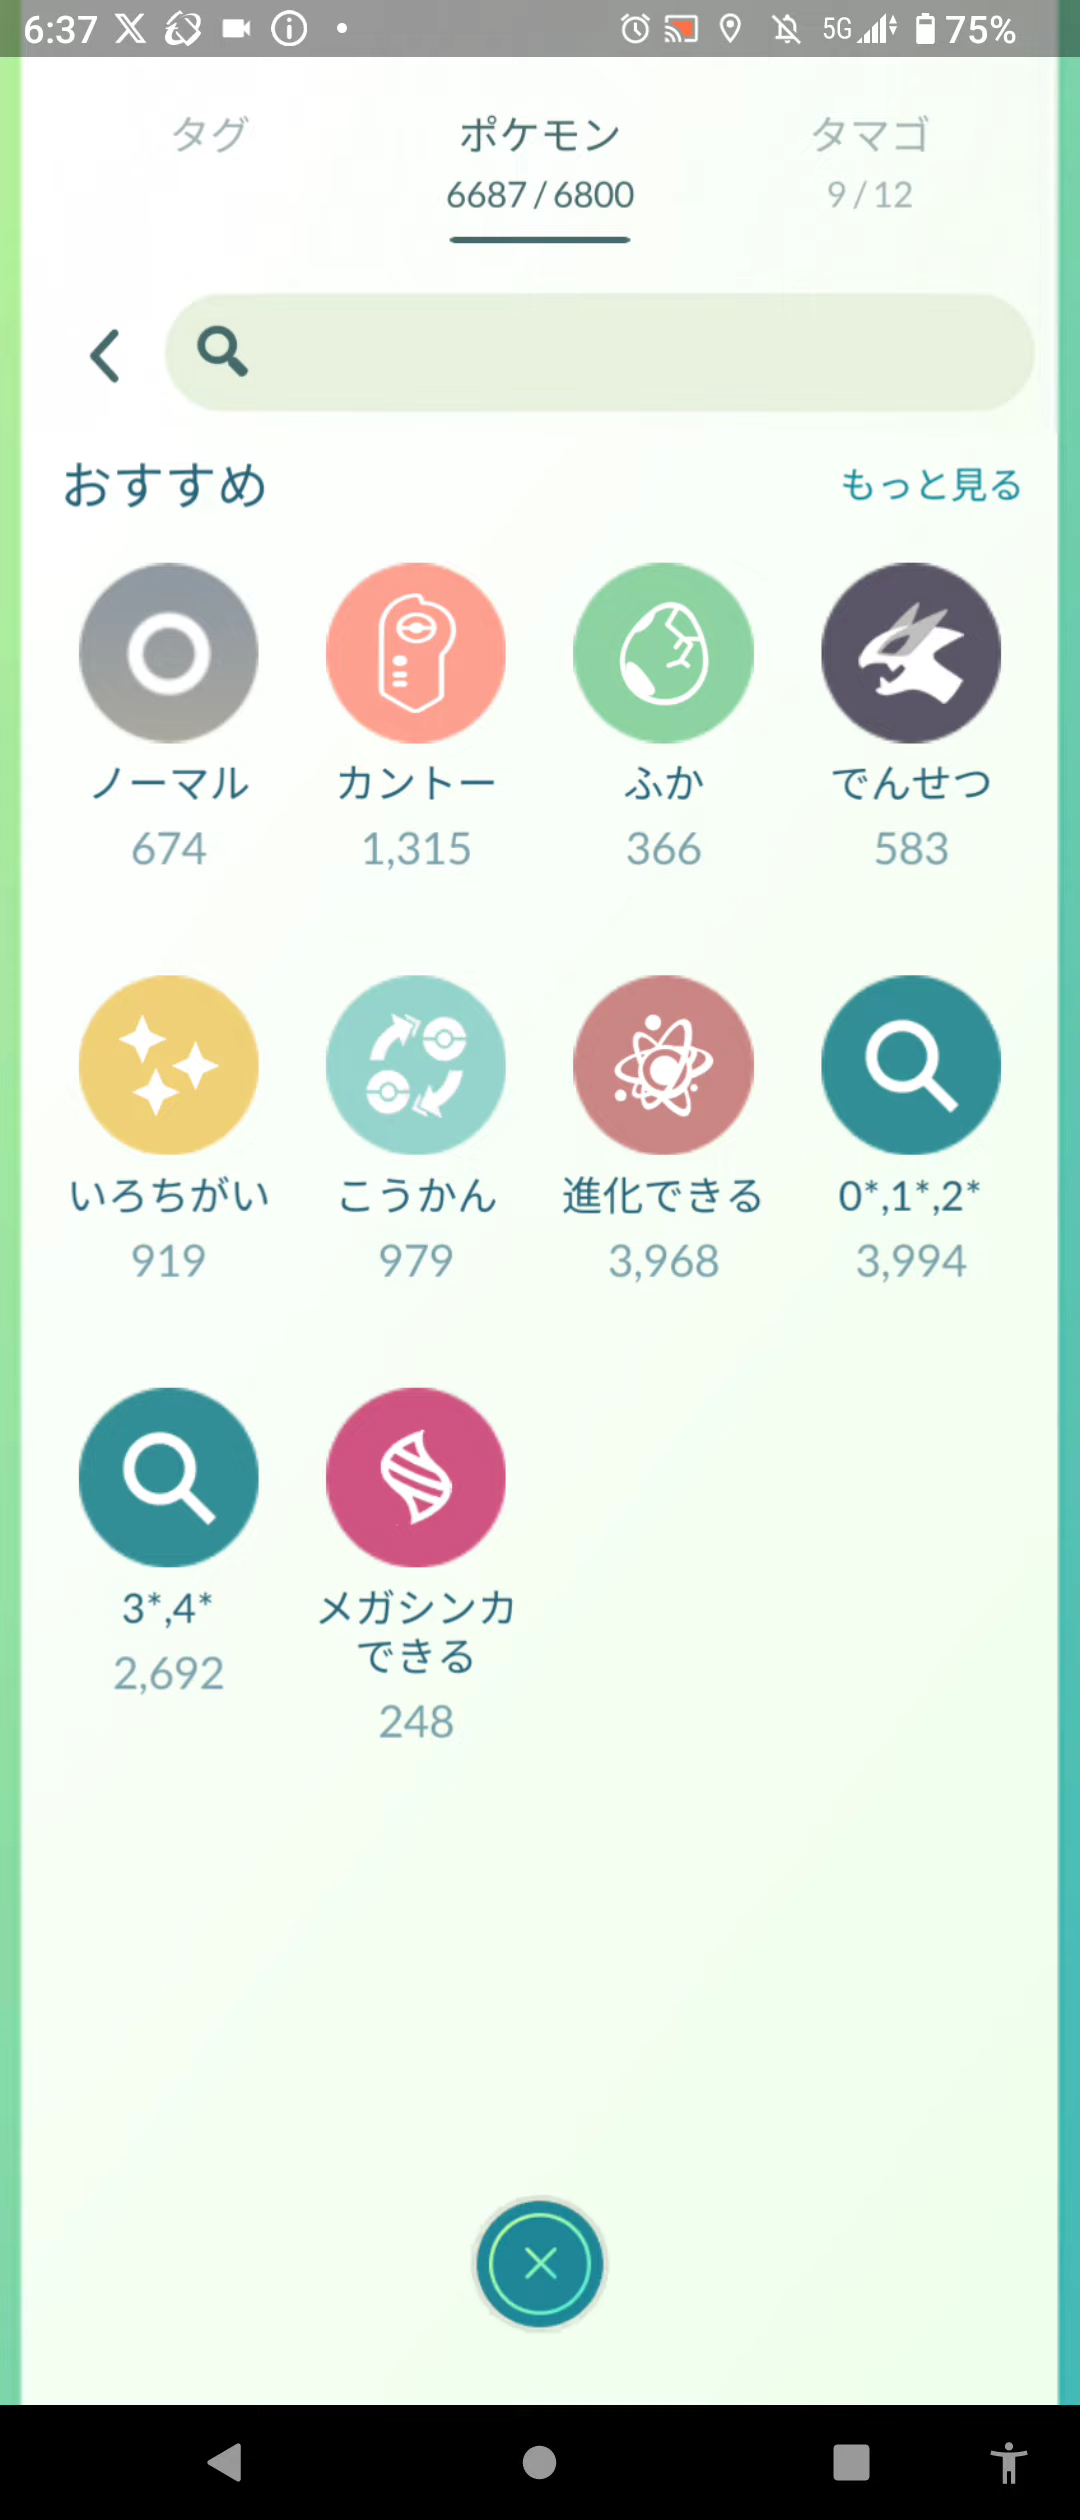 6:37 5G 75%
タグ ポケモン タマゴ
6687/6800 9/12
おすすめ もっと見る
ノーマル カントー ふか でんせつ
674 1,315 366 583
いろちがい こうかん 進化できる 0*,1*,2*
919 979 3,968 3,994
3*,4* メガシンカ
できる
2,692
248